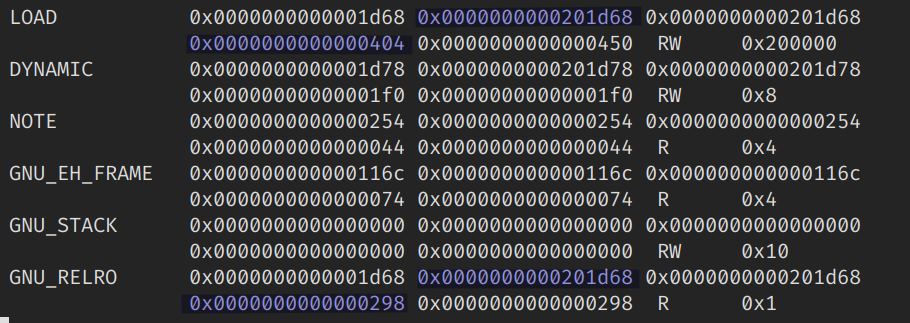 LOAD 0x0000000000001d68 0x0000000000201d68 0x0000000000201d68
0x0000000000000404 0x0000000000000450 RW 0x200000
DYNAMIC 0x0000000000001d78 0x0000000000201d78 0x0000000000201d78
0x00000000000001f0 0x00000000000001f0 RW 0x8
NOTE 0x0000000000000254 0x0000000000000254 0x0000000000000254
0x0000000000000044 0x0000000000000044 R 0x4
GNU_EH_FRAME 0x000000000000116c 0x000000000000116c 0x000000000000116c
0x0000000000000074 0x0000000000000074 R 0x4
GNU_STACK 0x0000000000000000 0x0000000000000000 0x0000000000000000
0x0000000000000000 0x0000000000000000 RW 0x10
GNU_RELRO 0x0000000000001d68 0x0000000000201d68 0x0000000000201d68
0x0000000000000298 0x0000000000000298 R 0x1